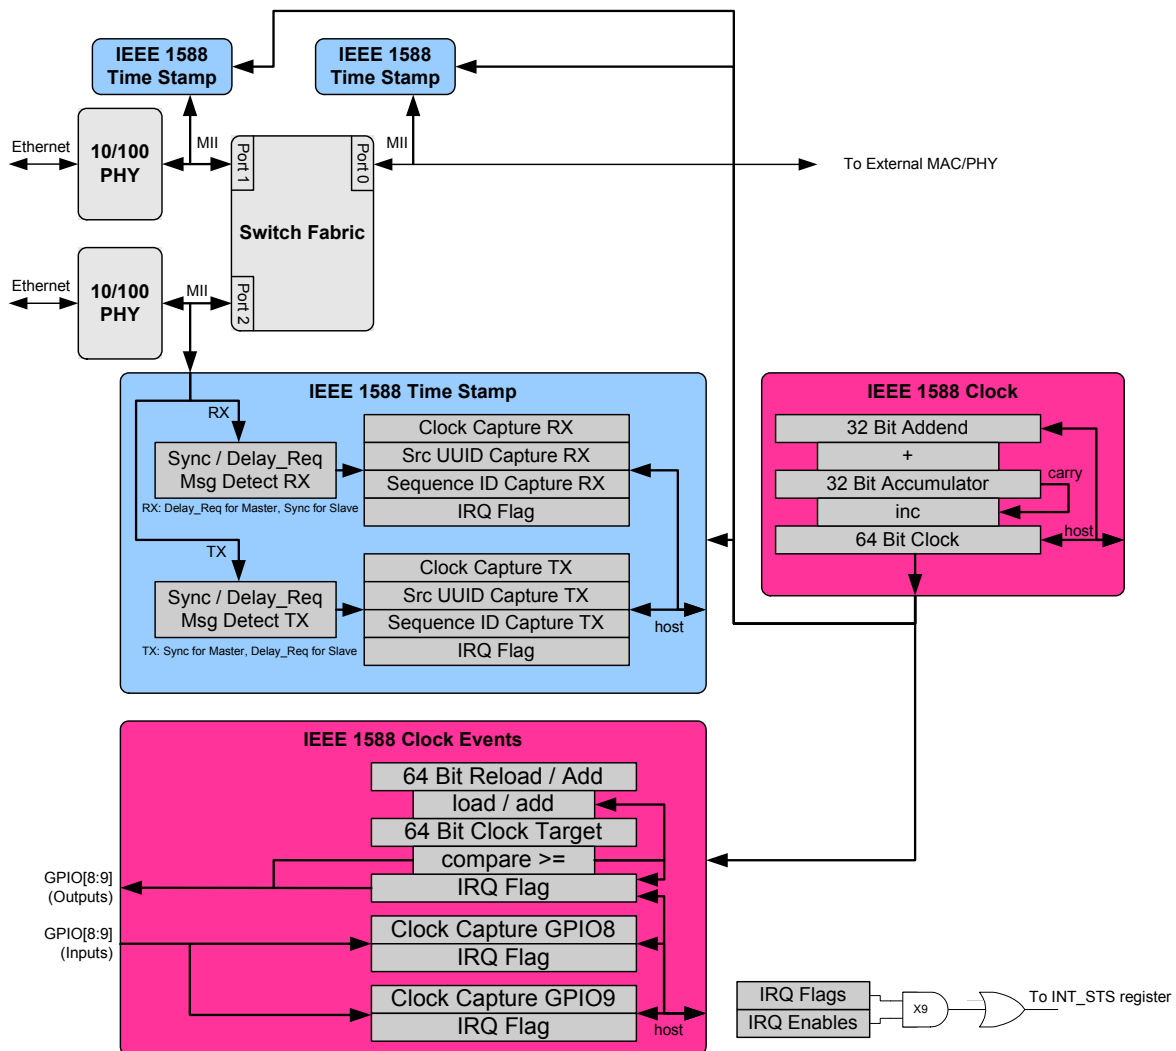 IEEE 1588
Time Stamp
IEEE 1588
Time Stamp
Ethernet
10/100
PHY
MII
Port 1
Port 0
MII
To External MAC/PHY
Switch Fabric
Ethernet
10/100
PHY
MII
Port 2
IEEE 1588 Time Stamp
RX
Sync / Delay_Req
Msg Detect RX
RX: Delay_Req for Master, Sync for Slave
Clock Capture RX
Src UUID Capture RX
Sequence ID Capture RX
IRQ Flag
TX
Sync / Delay_Req
Msg Detect TX
TX: Sync for Master, Delay_Req for Slave
Clock Capture TX
Src UUID Capture TX
Sequence ID Capture TX
IRQ Flag
host
IEEE 1588 Clock
32 Bit Addend
+
carry
32 Bit Accumulator
inc
host
64 Bit Clock
IEEE 1588 Clock Events
64 Bit Reload / Add
load / add
64 Bit Clock Target
compare >=
IRQ Flag
GPIO[8:9]
(Outputs)
GPIO[8:9]
(Inputs)
Clock Capture GPIO8
IRQ Flag
Clock Capture GPIO9
IRQ Flag
host
IRQ Flags
IRQ Enables
X9
To INT_STS register